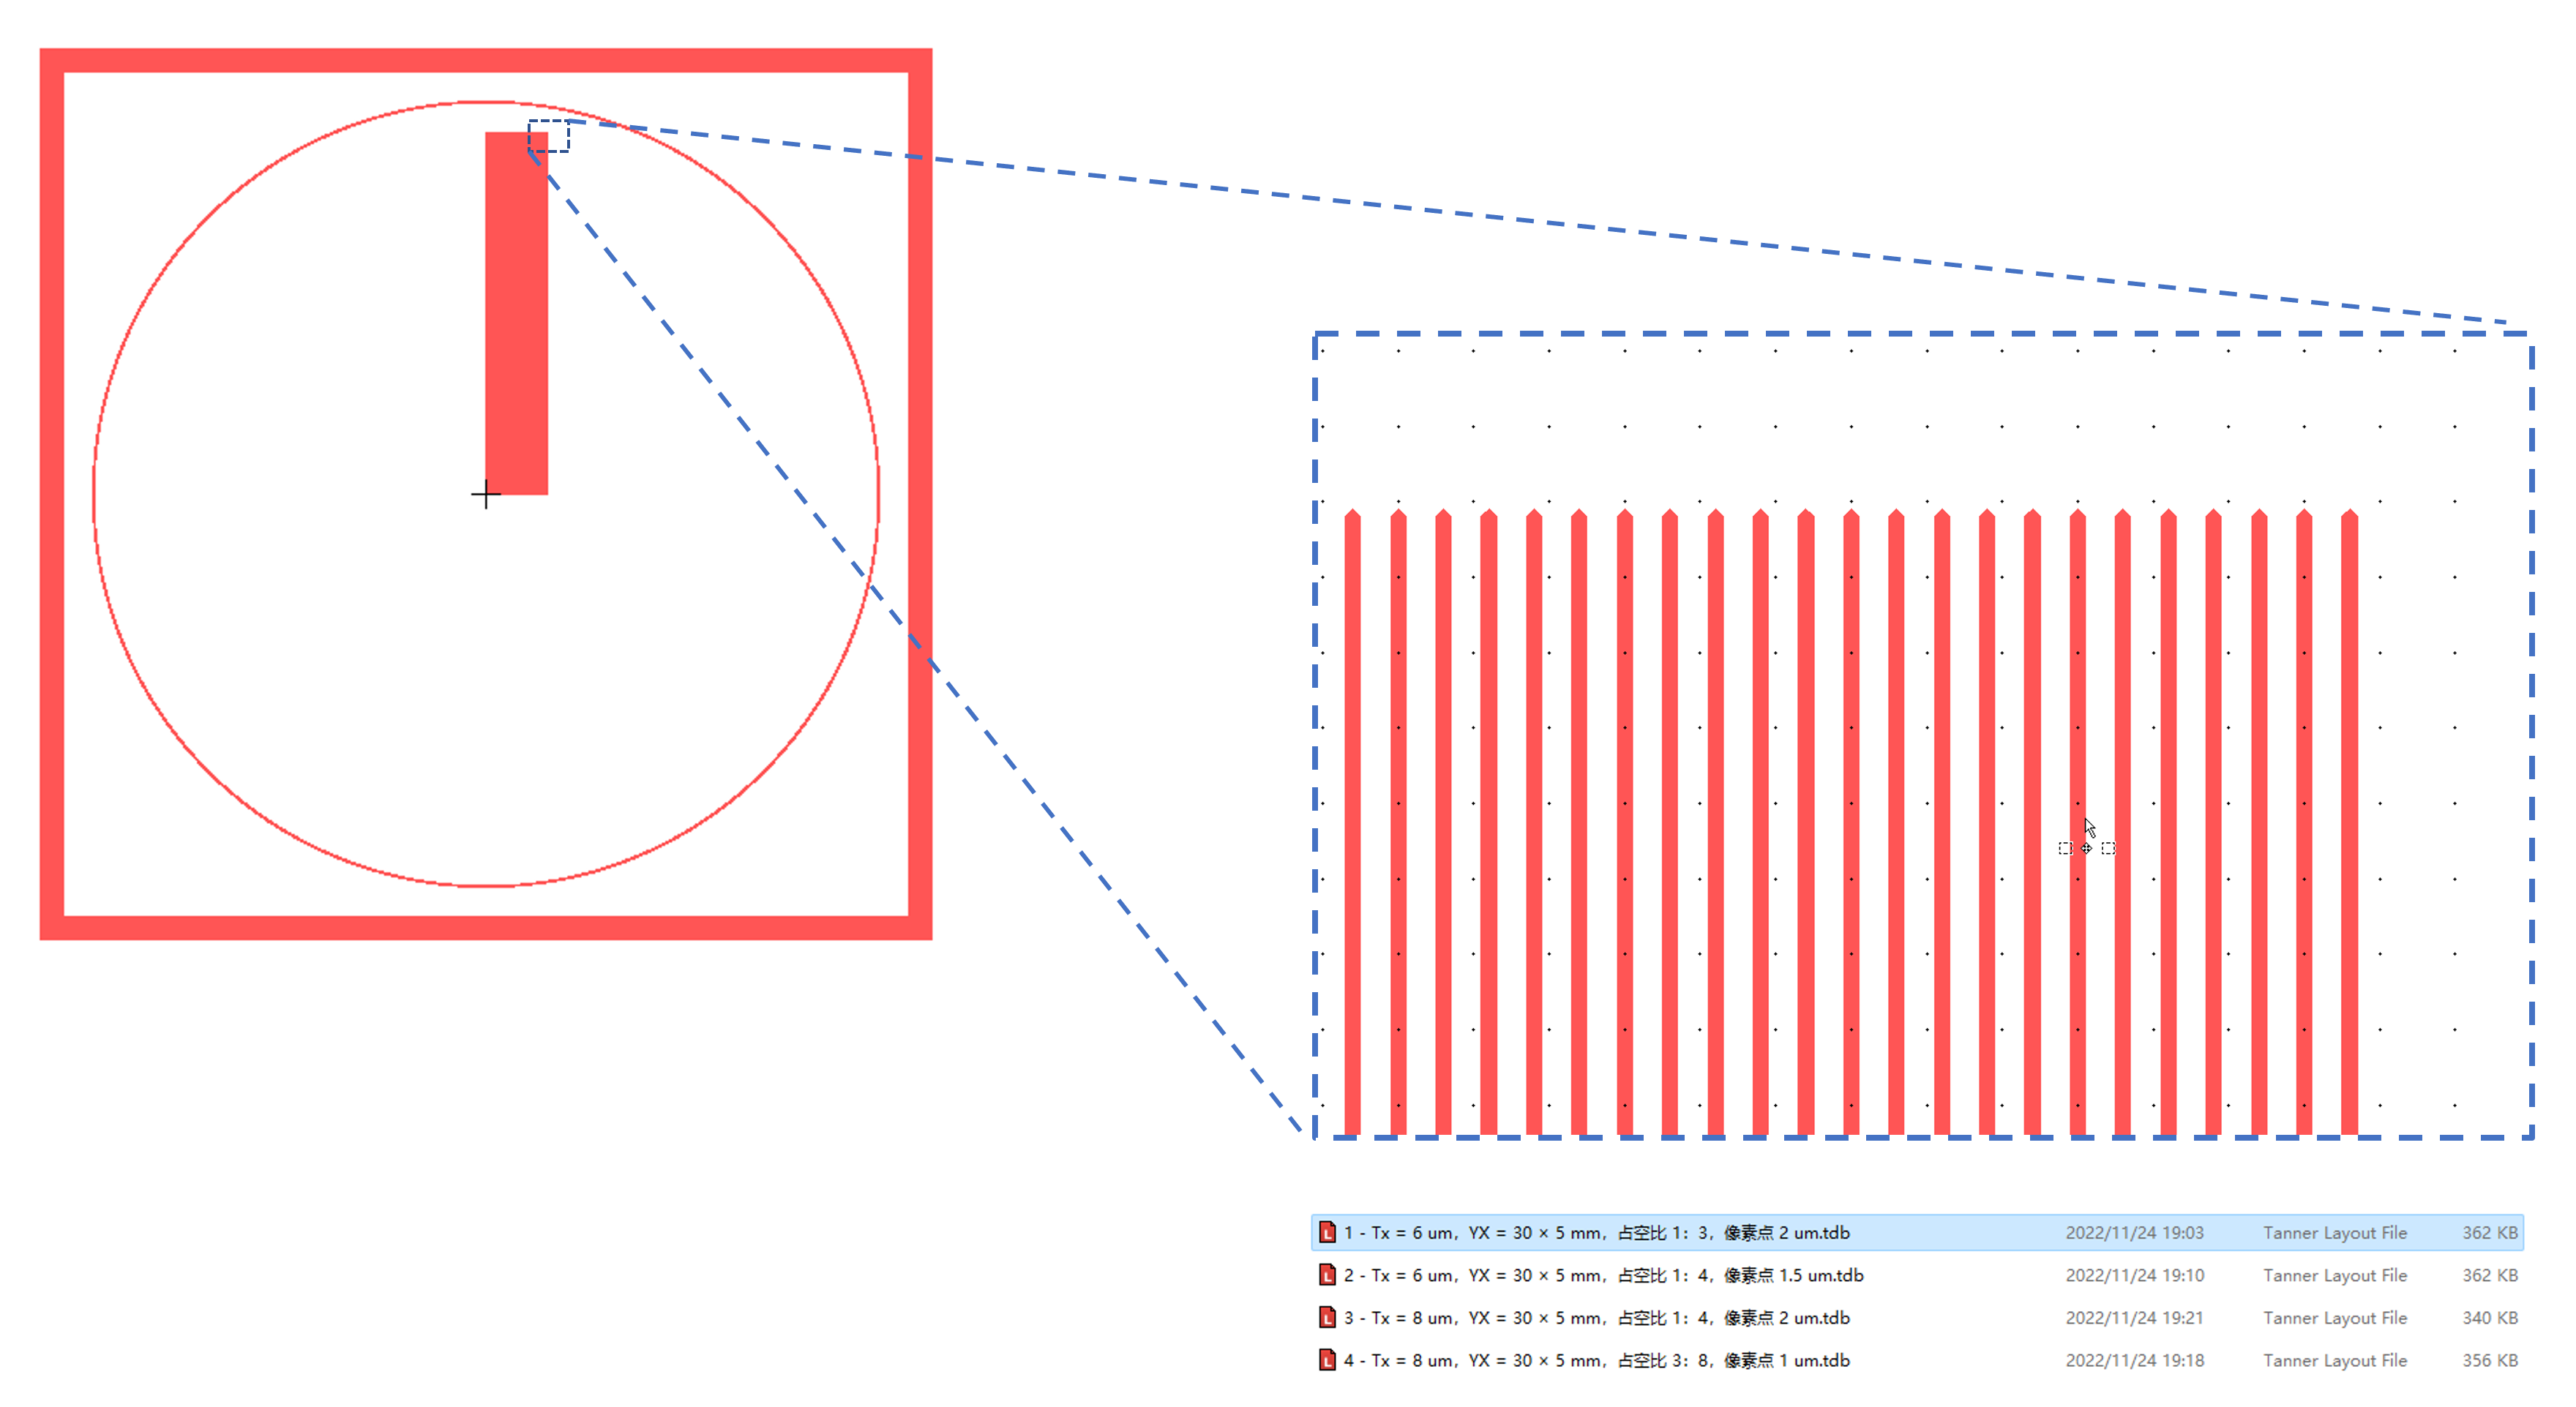 1 - Tx = 6 um，YX = 30 × 5 mm，占空比 1：3，像素点 2 um.tdb 2022/11/24 19:03 Tanner Layout File 362 KB
2 - Tx = 6 um，YX = 30 × 5 mm，占空比 1：4，像素点 1.5 um.tdb 2022/11/24 19:10 Tanner Layout File 362 KB
3 - Tx = 8 um，YX = 30 × 5 mm，占空比 1：4，像素点 2 um.tdb 2022/11/24 19:21 Tanner Layout File 340 KB
4 - Tx = 8 um，YX = 30 × 5 mm，占空比 3：8，像素点 1 um.tdb 2022/11/24 19:18 Tanner Layout File 356 KB